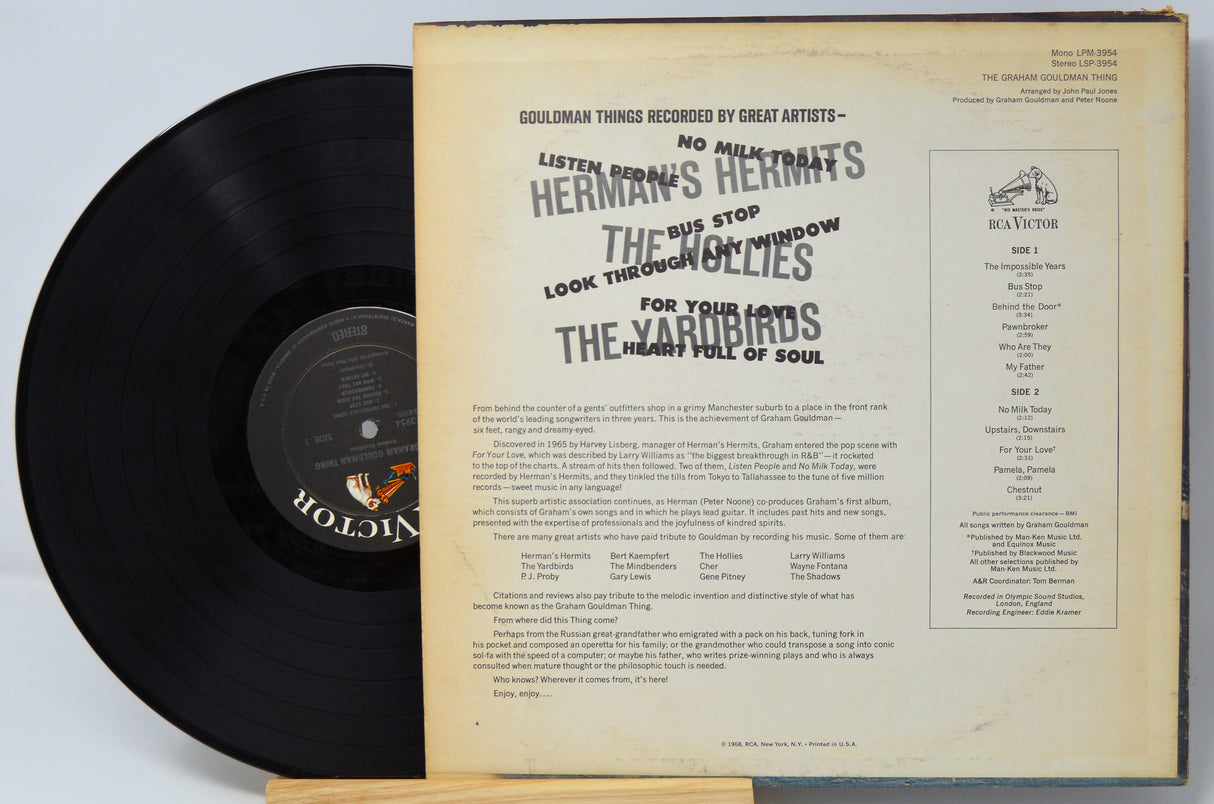 Mono LPM-3954
Stereo LSP-3954
THE GRAHAM GOULDMAN THING
Arranged by John Paul Jones
Produced by Graham Gouldman and Peter Noone
GOULDMAN THINGS RECORDED BY GREAT ARTISTS—
NO MILK TODAY
LISTEN PEOPLE
HERMAN'S HERMITS
BUS STOP
THE HOLLIES
LOOK THROUGH ANY WINDOW
FOR YOUR LOVE
THE YARDBIRDS
HEART FULL OF SOUL
From behind the counter of a gents' outfitters shop in a grimy Manchester suburb to a place in the front rank
of the world's leading songwriters in three years. This is the achievement of Graham Gouldman—
six feet, rangy and dreamy-eyed.
Discovered in 1965 by Harvey Lisberg, manager of Herman's Hermits, Graham entered the pop scene with
For Your Love, which was described by Larry Williams as "the biggest breakthrough in R&B"—it rocketed
to the top of the charts. A stream of hits then followed. Two of them, Listen People and No Milk Today, were
recorded by Herman's Hermits, and they tinkled the tills from Tokyo to Tallahassee to the tune of five million
records—sweet music in any language!
This superb artistic association continues, as Herman (Peter Noone) co-produces Graham's first album,
which consists of Graham's own songs and in which he plays lead guitar. It includes past hits and new songs,
presented with the expertise of professionals and the joyfulness of kindred spirits.
There are many great artists who have paid tribute to Gouldman by recording his music. Some of them are:
Herman's Hermits Bert Kaempfert The Hollies Larry Williams
The Yardbirds The Mindbenders Cher Wayne Fontana
P.J. Proby Gary Lewis Gene Pitney The Shadows
Citations and reviews also pay tribute to the melodic invention and distinctive style of what has
become known as the Graham Gouldman Thing.
From where did this Thing come?
Perhaps from the Russian great-grandfather who emigrated with a pack on his back, tuning fork in
his pocket and composed an operetta for his family; or the grandmother who could transpose a song into conic
sol-fa with the speed of a computer; or maybe his father, who writes prize-winning plays and who is always
consulted when mature thought or the philosophic touch is needed.
Who knows? Wherever it comes from, it's here!
Enjoy, enjoy....
6
© 1968, RCA, New York, N.Y. • Printed in U.S.A.
"HIS MASTER'S VOICE"
RCA VICTOR
SIDE 1
The Impossible Years
(2:35)
Bus Stop
(2:21)
Behind the Door*
(3:34)
Pawnbroker
(2:59)
Who Are They
(2:00)
My Father
(2:42)
SIDE 2
No Milk Today
(2:12)
Upstairs, Downstairs
(2:15)
For Your Love†
(2:31)
Pamela, Pamela
(2:09)
Chestnut
(3:21)
Public performance clearance—BMI
All songs written by Graham Gouldman
*Published by Man-Ken Music Ltd.
and Equinox Music
†Published by Blackwood Music
All other selections published by
Man-Ken Music Ltd.
A&R Coordinator: Tom Berman
Recorded in Olympic Sound Studios,
London, England
Recording Engineer: Eddie Kramer
STEREO
SIDE 1
3954
GRAHAM GOULDMAN THING
VICTOR